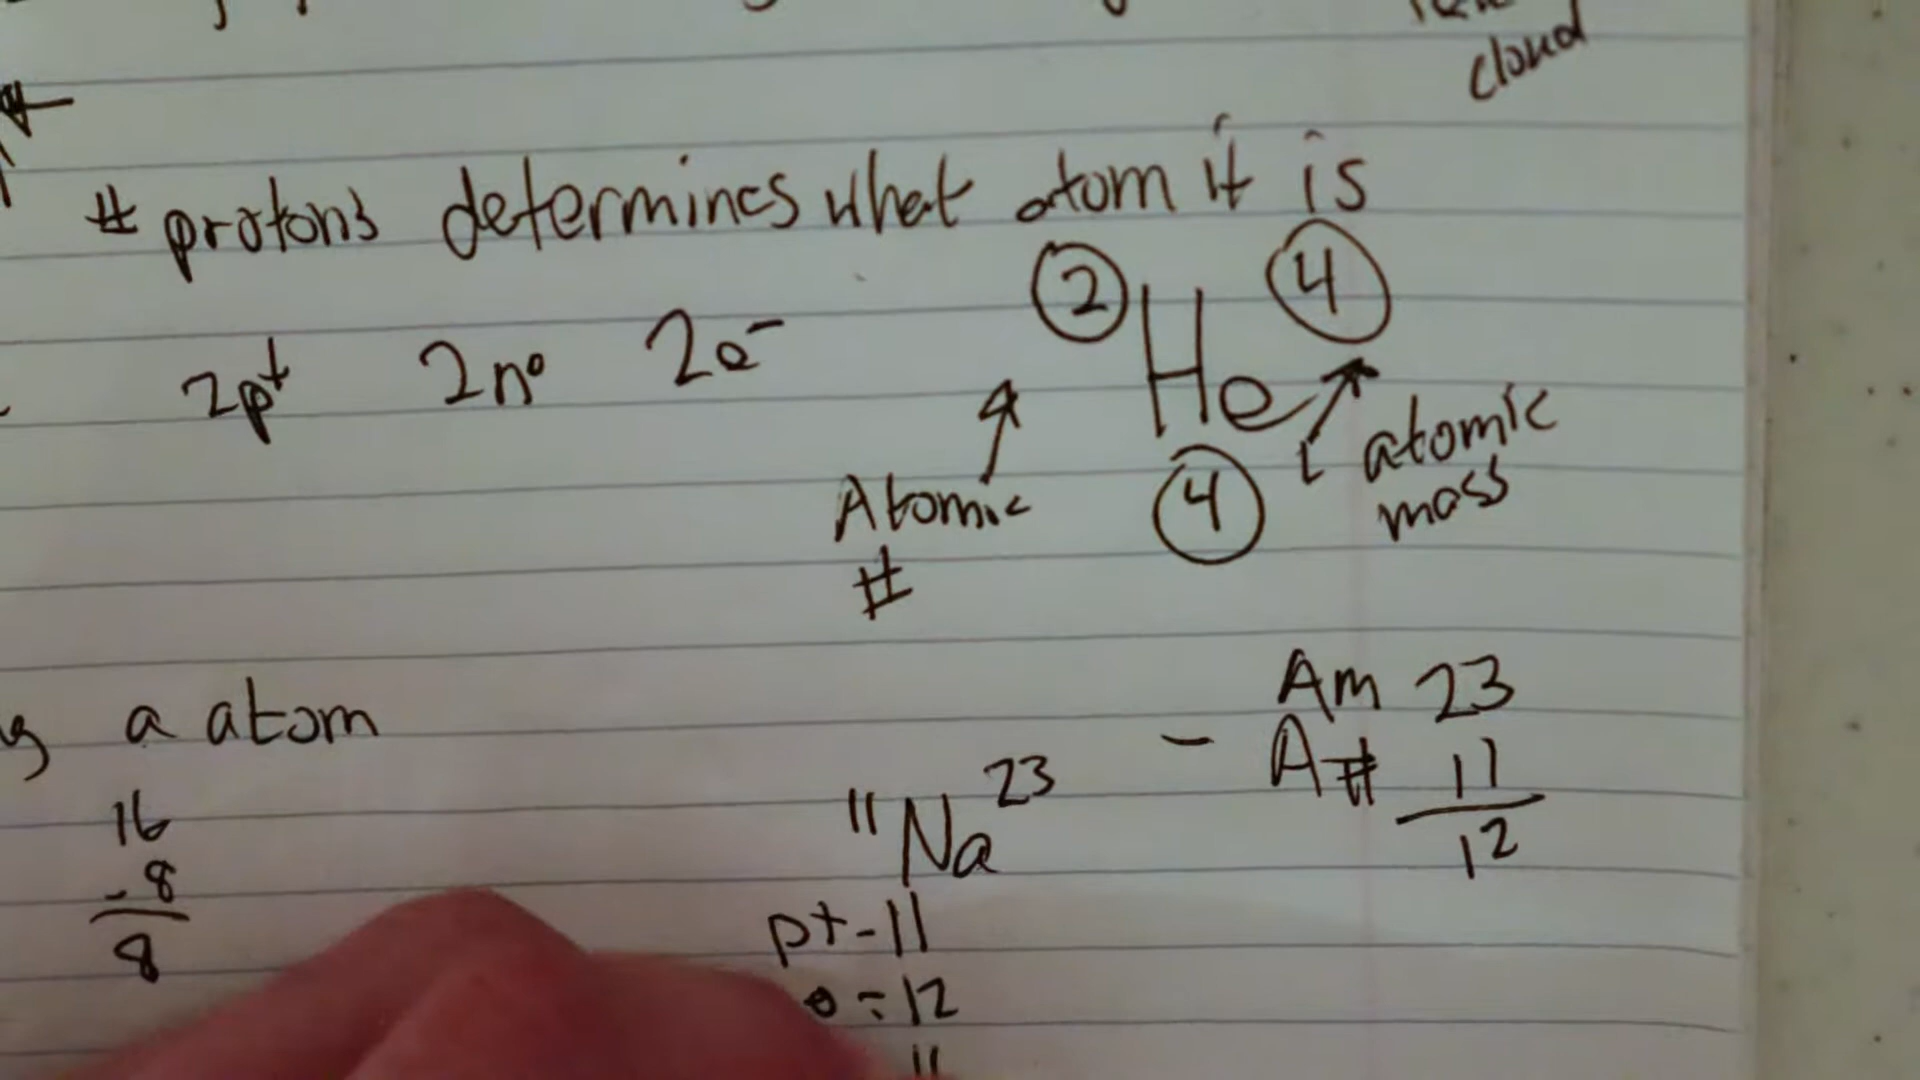 cloud
# protons determines what atom it is
2p+ 2n° 2e-
2 He 4
4
Atomic
#
atomic
mass
a atom
16
-8
8
11 Na 23
p+-11
° = 12
11
- Am 23
A# 11
12